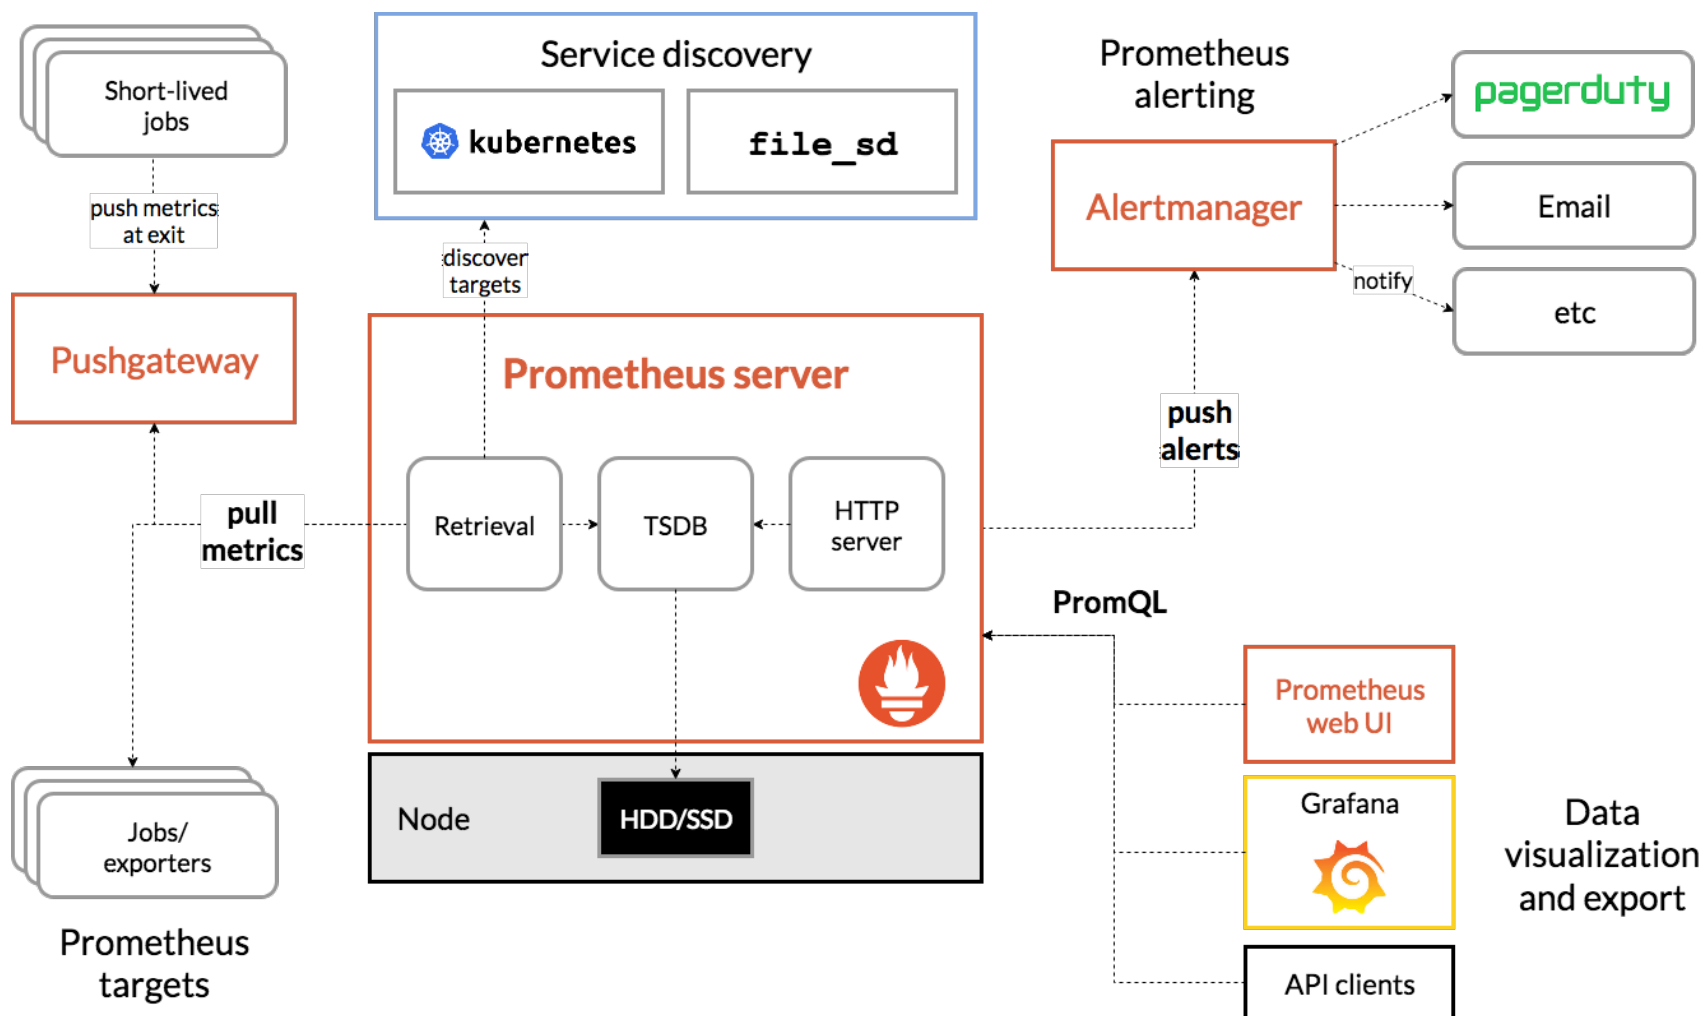 Short-lived
jobs
push metrics
at exit
Pushgateway
pull
metrics
Jobs/
exporters
Prometheus
targets
Service discovery
kubernetes
file_sd
discover
targets
Prometheus server
Retrieval
TSDB
HTTP
server
Node
HDD/SSD
Prometheus
alerting
Alertmanager
pagerduty
Email
notify
etc
push
alerts
PromQL
Prometheus
web UI
Grafana
API clients
Data
visualization
and export